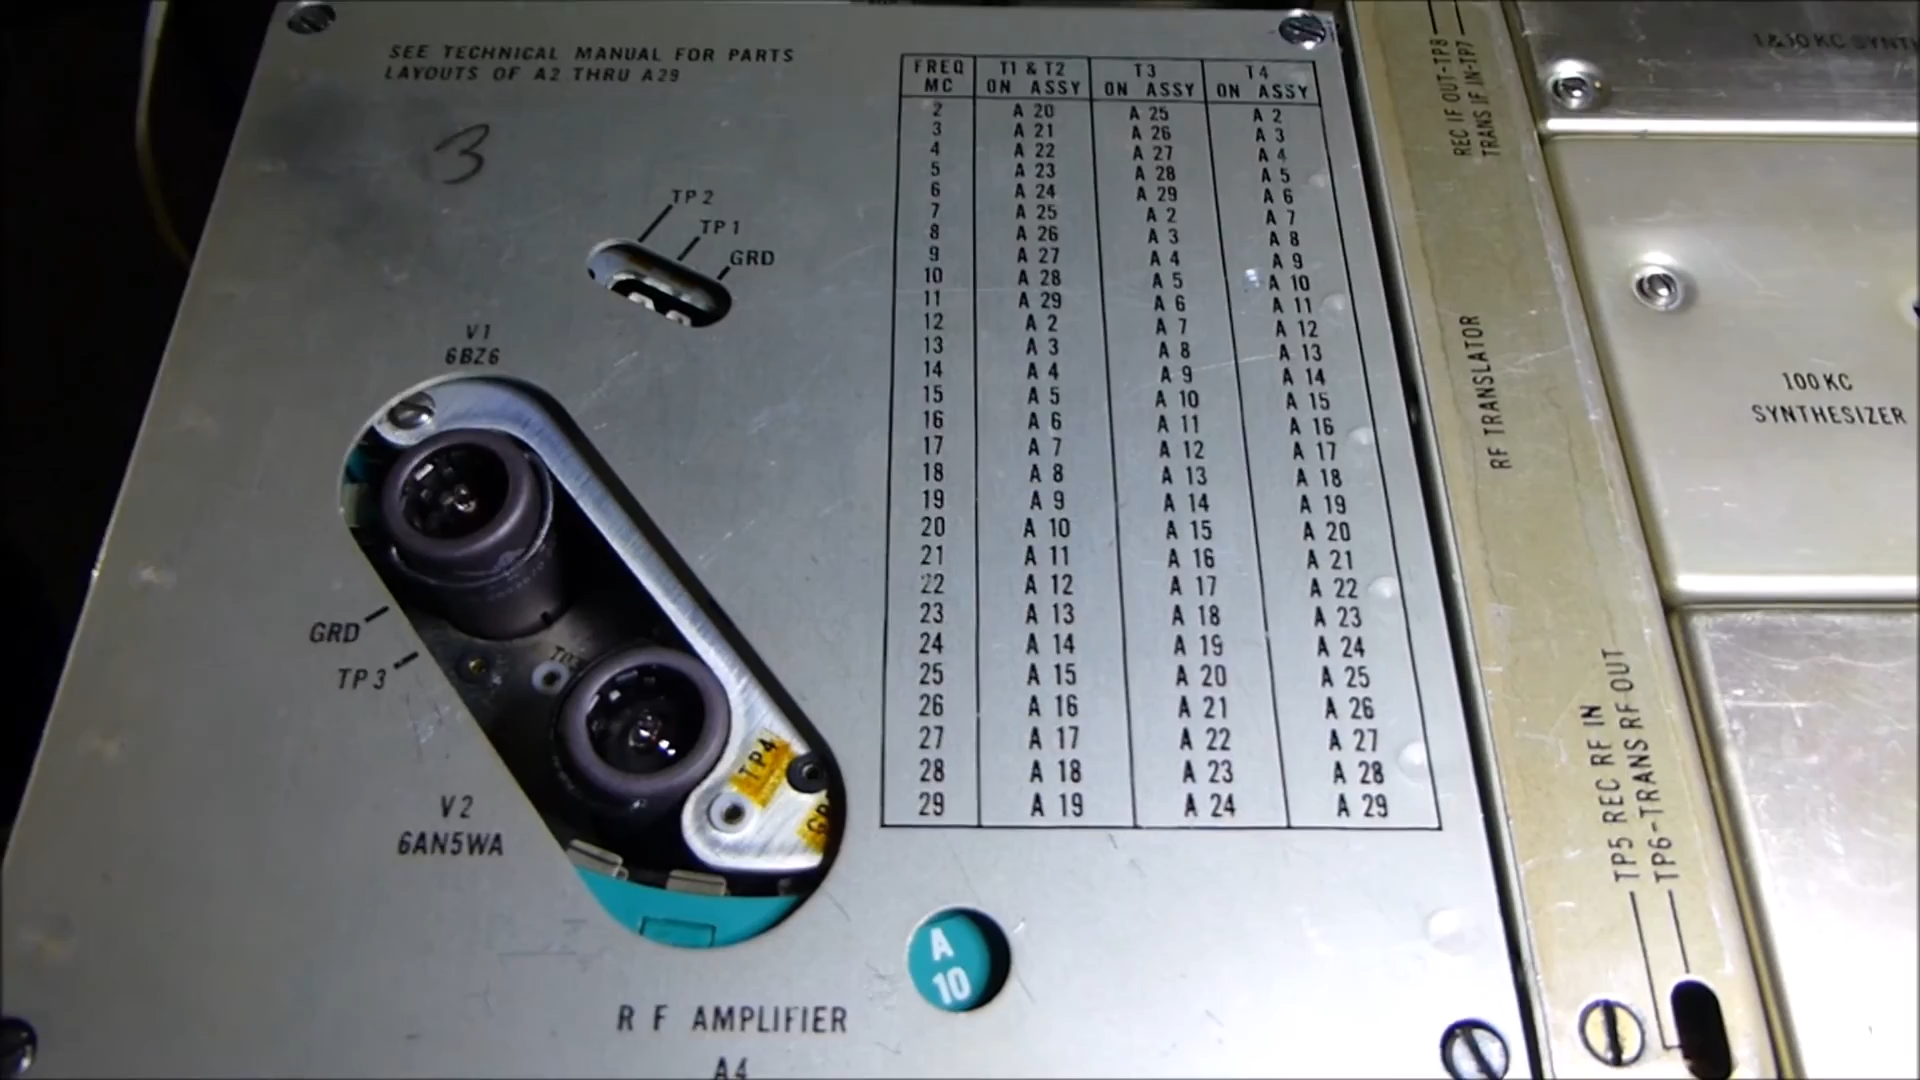 SEE TECHNICAL MANUAL FOR PARTS
LAYOUTS OF A2 THRU A29
3
TP2
TP1
GRD
V1
6BZ6
GRD
TP3
TP3
TP4
V2
6AN5WA
FREQ MC T1 & T2 ON ASSY T3 ON ASSY T4 ON ASSY
2 A 20 A 25 A 2
3 A 21 A 26 A 3
4 A 22 A 27 A 4
5 A 23 A 28 A 5
6 A 24 A 29 A 6
7 A 25 A 2 A 7
8 A 26 A 3 A 8
9 A 27 A 4 A 9
10 A 28 A 5 A 10
11 A 29 A 6 A 11
12 A 2 A 7 A 12
13 A 3 A 8 A 13
14 A 4 A 9 A 14
15 A 5 A 10 A 15
16 A 6 A 11 A 16
17 A 7 A 12 A 17
18 A 8 A 13 A 18
19 A 9 A 14 A 19
20 A 10 A 15 A 20
21 A 11 A 16 A 21
22 A 12 A 17 A 22
23 A 13 A 18 A 23
24 A 14 A 19 A 24
25 A 15 A 20 A 25
26 A 16 A 21 A 26
27 A 17 A 22 A 27
28 A 18 A 23 A 28
29 A 19 A 24 A 29
A
10
R F AMPLIFIER
A4
REC IF OUT-TP8
TRANS IF IN-TP7
RF TRANSLATOR
TP5 REC RF IN
TP6-TRANS RF OUT
1 & 10 KC
100 KC
SYNTHESIZER